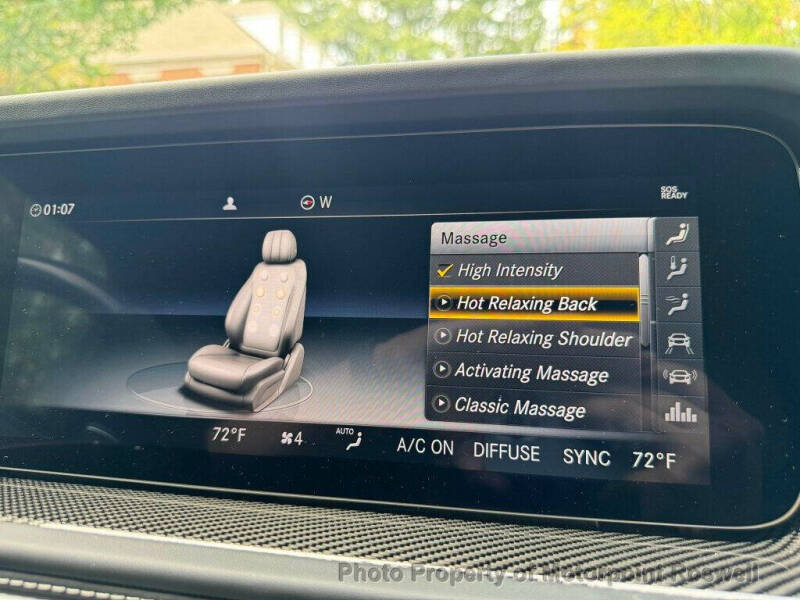 01:07
W
SOS
READY
Massage
High Intensity
Hot Relaxing Back
Hot Relaxing Shoulder
Activating Massage
Classic Massage
72°F 4 AUTO A/C ON DIFFUSE SYNC 72°F
Photo Property of Motorpoint Roswell